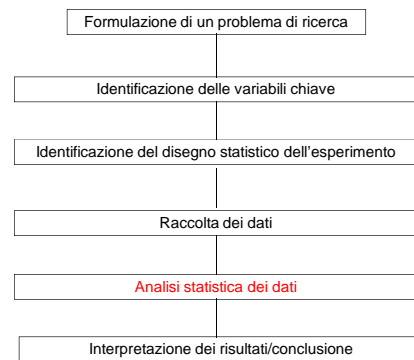 Formulazione di un problema di ricerca
Identificazione delle variabili chiave
Identificazione del disegno statistico dell'esperimento
Raccolta dei dati
Analisi statistica dei dati
Interpretazione dei risultati/conclusione